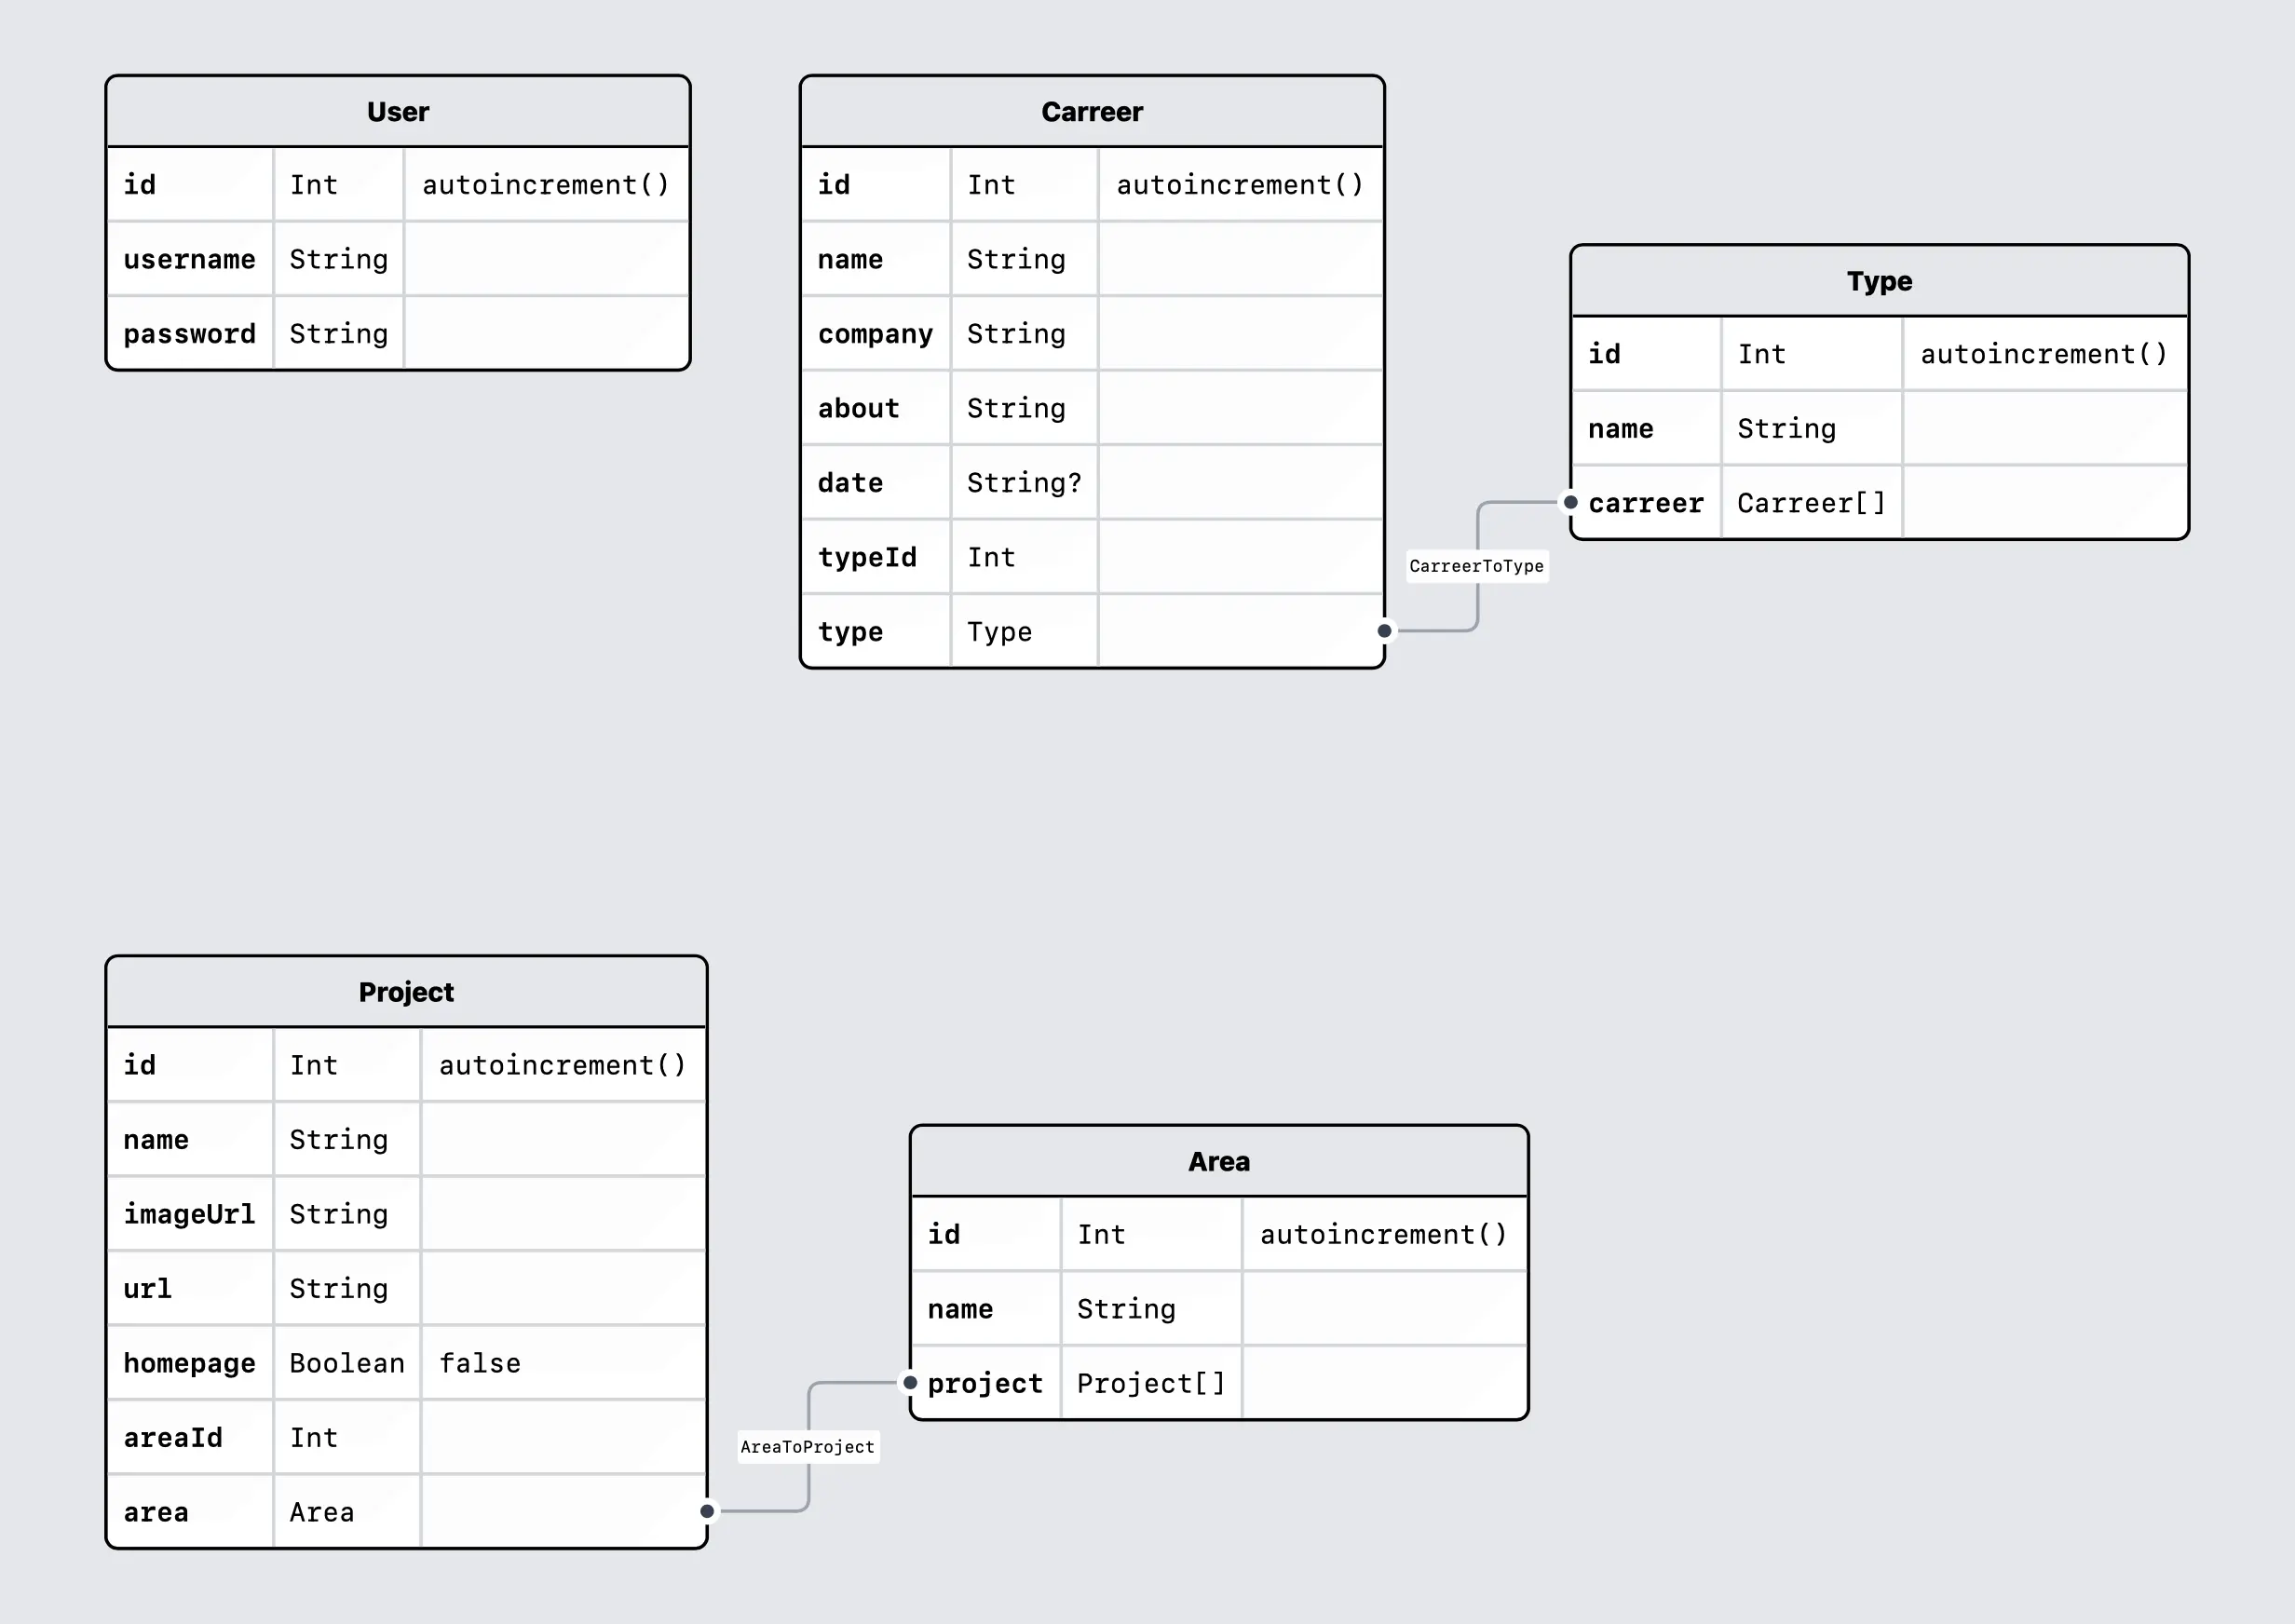 User
id Int autoincrement()
username String
password String
Carreer
id Int autoincrement()
name String
company String
about String
date String?
typeId Int
type Type
CarreerToType
Type
id Int autoincrement()
name String
carreer Carreer[]
Project
id Int autoincrement()
name String
imageUrl String
url String
homepage Boolean false
areaId Int
area Area
AreaToProject
Area
id Int autoincrement()
name String
project Project[]